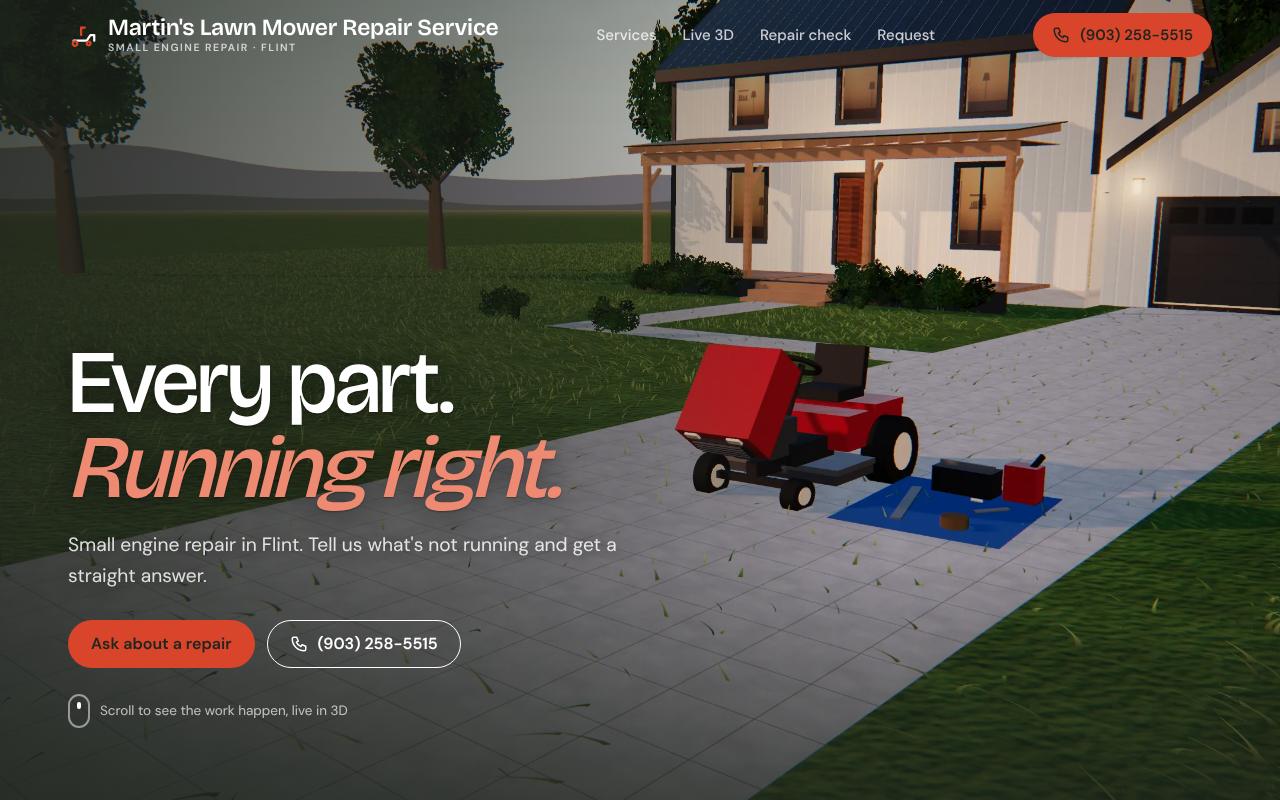 Martin's Lawn Mower Repair Service
SMALL ENGINE REPAIR · FLINT
Services
Live 3D
Repair check
Request
(903) 258-5515
Every part.
Running right.
Small engine repair in Flint. Tell us what's not running and get a
straight answer.
Ask about a repair
(903) 258-5515
Scroll to see the work happen, live in 3D